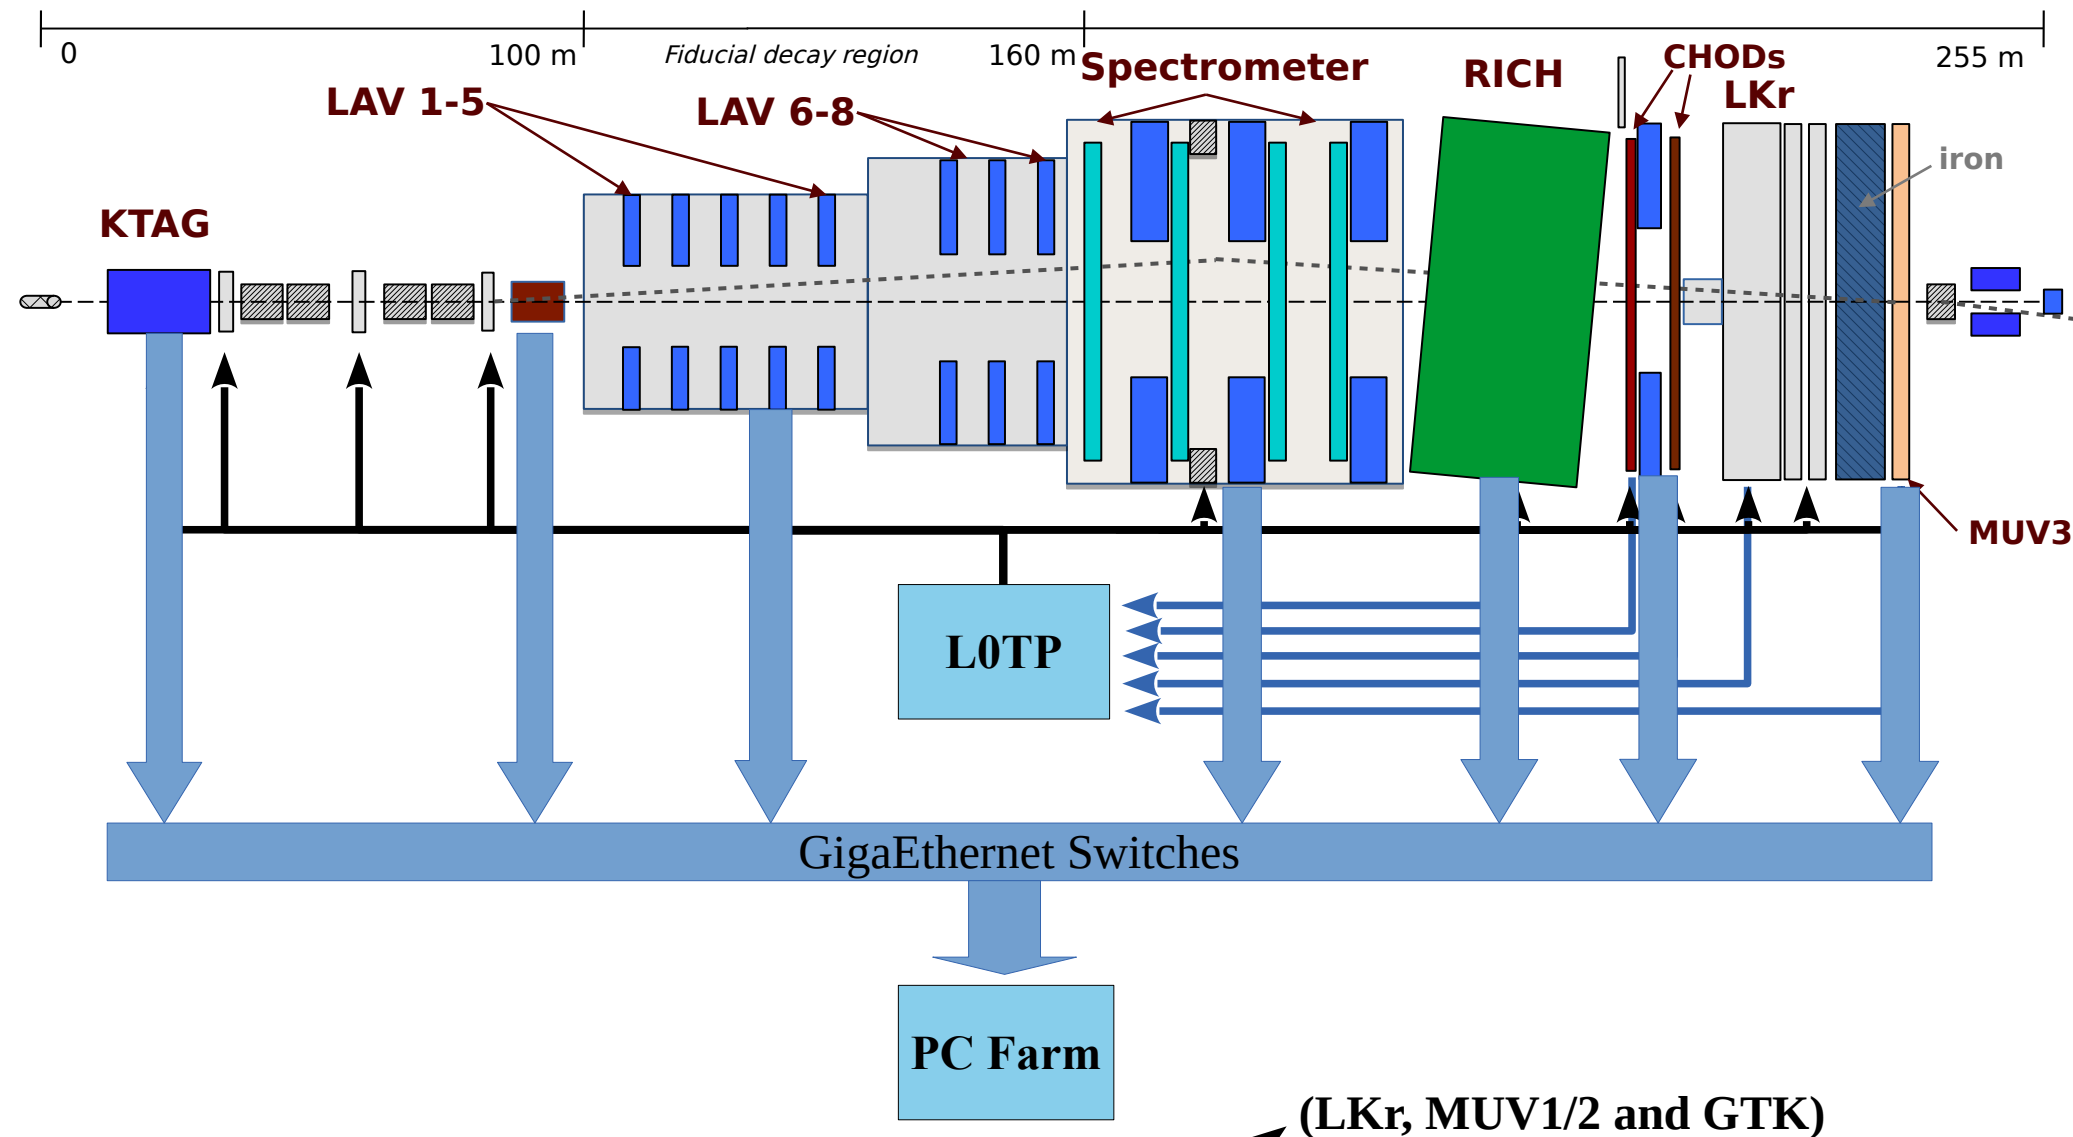 0
100 m
Fiducial decay region
160 m
255 m
Spectrometer
RICH
CHODs
LKr
LAV 1-5
LAV 6-8
iron
KTAG
MUV3
L0TP
GigaEthernet Switches
PC Farm
(LKr, MUV1/2 and GTK)